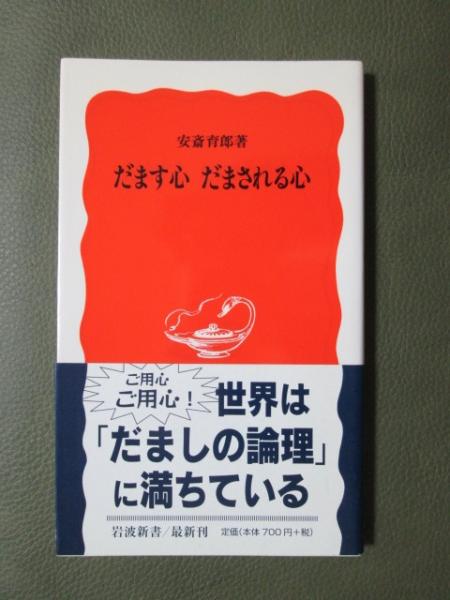 安斎育郎著
だます心 だまされる心
ご用心
ご用心!
世界は
「だましの論理」
に満ちている
岩波新書/最新刊 定価(本体700円+税)